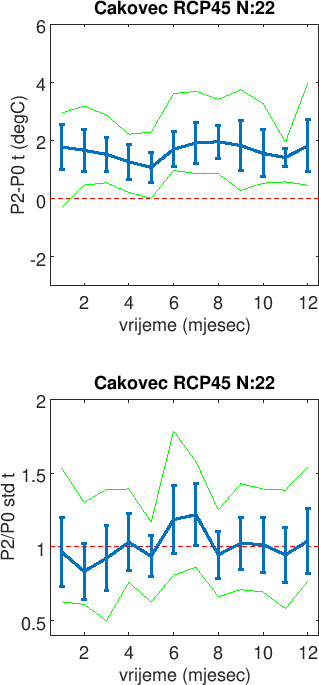 Cakovec RCP45 N:22
P2-P0 t (degC)
6
4
2
0
-2
2 4 6 8 10 12
vrijeme (mjesec)
Cakovec RCP45 N:22
P2/P0 std t
2
1.5
1
0.5
2 4 6 8 10 12
vrijeme (mjesec)